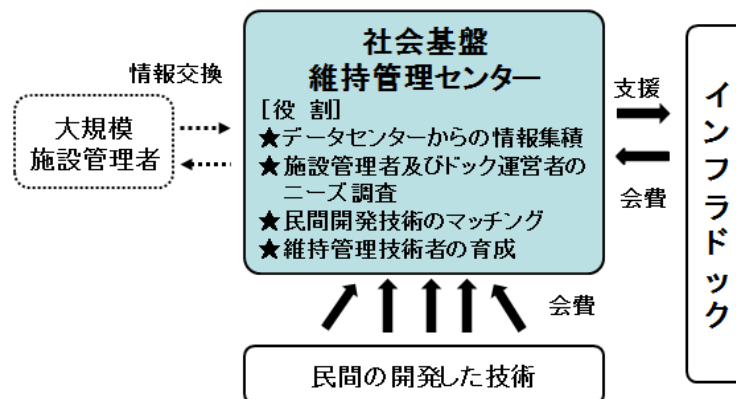 社会基盤
維持管理センター
[役 割]
★データセンターからの情報集積
★施設管理者及びドック運営者の
ニーズ調査
★民間開発技術のマッチング
★維持管理技術者の育成
情報交換
大規模
施設管理者
支援
会費
インフラドック
会費
民間の開発した技術